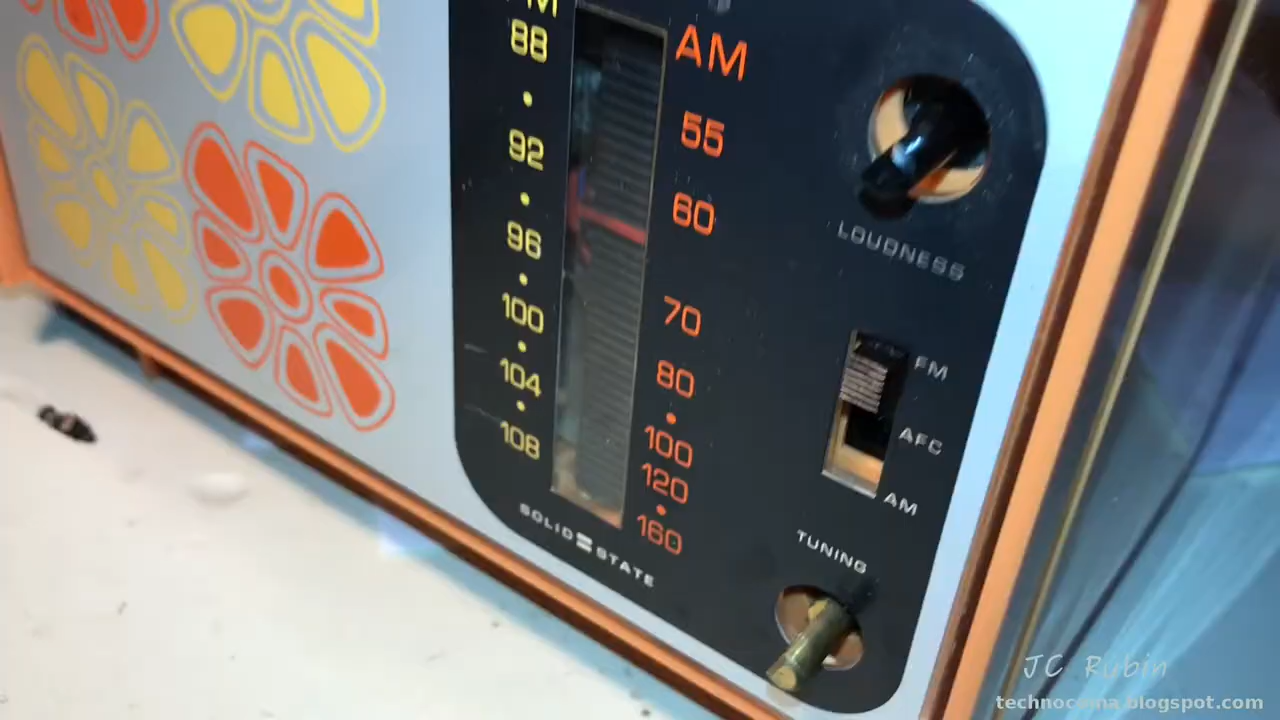 FM
88
92
96
100
104
108
AM
55
60
70
80
100
120
160
SOLID STATE
LOUDNESS
FM
AFC
AM
TUNING
JC Rubin
technocoma.blogspot.com